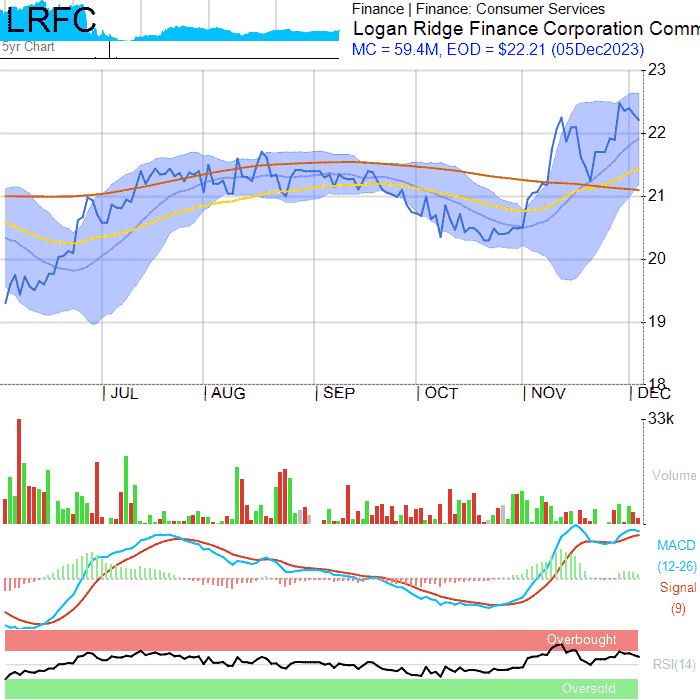 LRFC
5yr Chart
Finance | Finance: Consumer Services
Logan Ridge Finance Corporation Comm
MC = 59.4M, EOD = $22.21 (05Dec2023)
23
22
21
20
19
18
JUL AUG SEP OCT NOV DEC
33k
Volume
MACD
(12-26)
Signal
(9)
Overbought
RSI(14)
Oversold